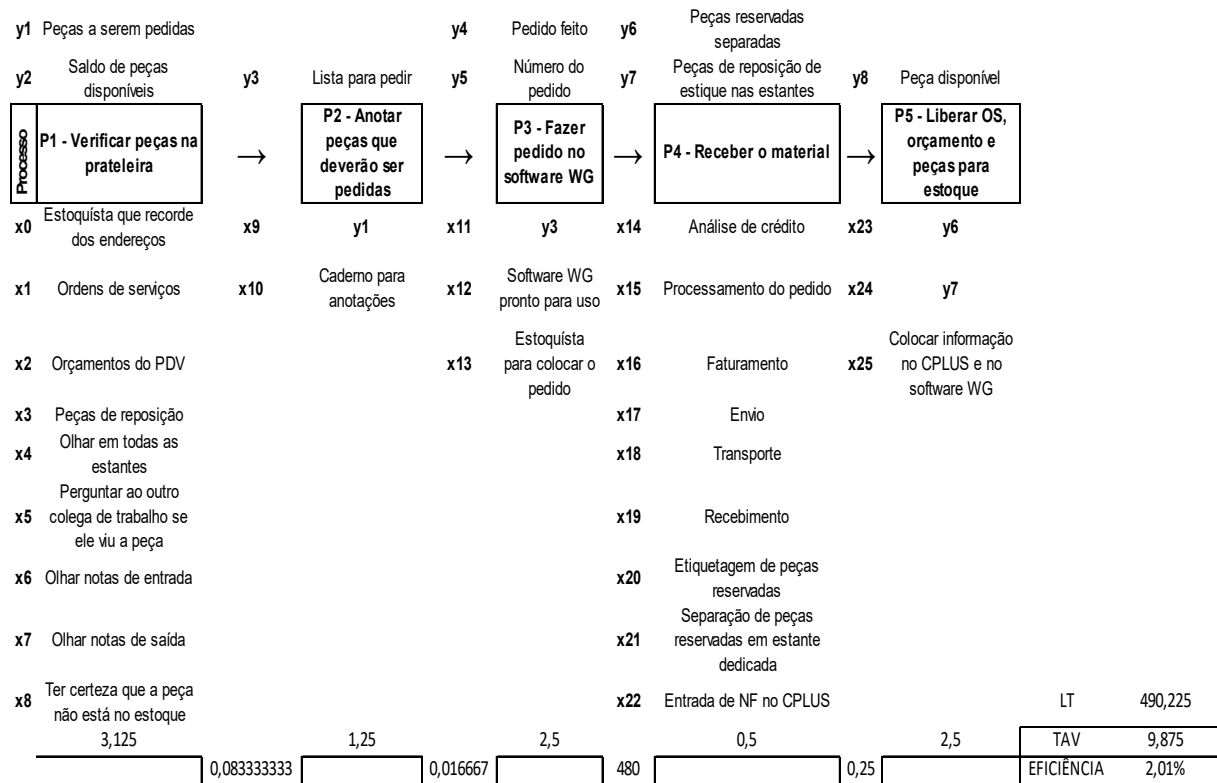 y1 Peças a serem pedidas y4 Pedido feito y6 Peças reservadas
separadas
y2 Saldo de peças
disponíveis y3 Lista para pedir y5 Número do
pedido y7 Peças de reposição de
estique nas estantes y8 Peça disponível
Processo
P1 - Verificar peças na
prateleira
→
P2 - Anotar
peças que
deverão ser
pedidas
→
P3 - Fazer
pedido no
software WG
→
P4 - Receber o material
→
P5 - Liberar OS,
orçamento e
peças para
estoque
x0 Estoquísta que recorde
dos endereços x9 y1 x11 y3 x14 Análise de crédito x23 y6
x1 Ordens de serviços x10 Caderno para
anotações x12 Software WG
pronto para uso x15 Processamento do pedido x24 y7
x2 Orçamentos do PDV x13 Estoquísta
para colocar o
pedido x16 Faturamento x25 Colocar informação
no CPLUS e no
software WG
x3 Peças de reposição x17 Envio
x4 Olhar em todas as
estantes x18 Transporte
x5 Perguntar ao outro
colega de trabalho se
ele viu a peça x19 Recebimento
x6 Olhar notas de entrada x20 Etiquetagem de peças
reservadas
x7 Olhar notas de saída x21 Separação de peças
reservadas em estante
dedicada
x8 Ter certeza que a peça
não está no estoque x22 Entrada de NF no CPLUS LT 490,225
3,125 1,25 2,5 0,5 2,5 TAV 9,875
0,083333333 0,016667 480 0,25 EFICIÊNCIA 2,01%